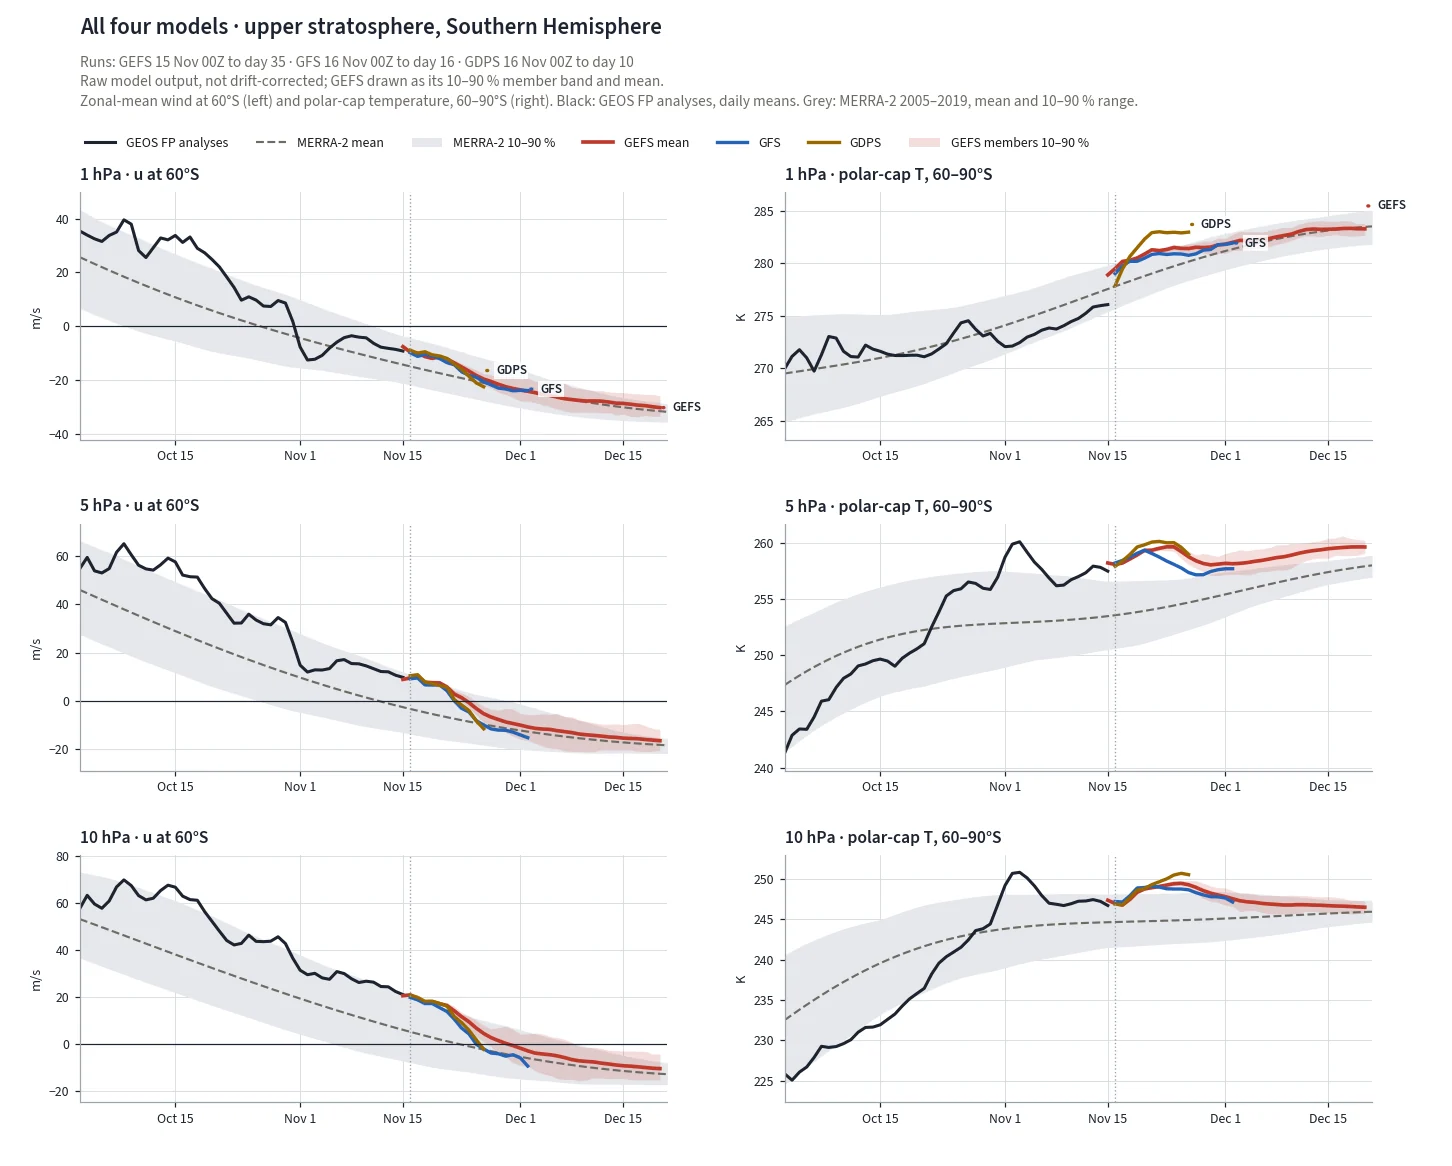 All four models · upper stratosphere, Southern Hemisphere
Runs: GEFS 15 Nov 00Z to day 35 · GFS 16 Nov 00Z to day 16 · GDPS 16 Nov 00Z to day 10
Raw model output, not drift-corrected; GEFS drawn as its 10–90 % member band and mean.
Zonal-mean wind at 60°S (left) and polar-cap temperature, 60–90°S (right). Black: GEOS FP analyses, daily means. Grey: MERRA-2 2005–2019, mean and 10–90 % range.
GEOS FP analyses MERRA-2 mean MERRA-2 10–90 % GEFS mean GFS GDPS GEFS members 10–90 %
1 hPa · u at 60°S
40
20
0
−20
−40
m/s
GDPS
GFS
GEFS
Oct 15 Nov 1 Nov 15 Dec 1 Dec 15
1 hPa · polar-cap T, 60–90°S
285
280
275
270
265
K
GEFS
GDPS
GFS
Oct 15 Nov 1 Nov 15 Dec 1 Dec 15
5 hPa · u at 60°S
60
40
20
0
−20
m/s
Oct 15 Nov 1 Nov 15 Dec 1 Dec 15
5 hPa · polar-cap T, 60–90°S
260
255
250
245
240
K
Oct 15 Nov 1 Nov 15 Dec 1 Dec 15
10 hPa · u at 60°S
80
60
40
20
0
−20
m/s
Oct 15 Nov 1 Nov 15 Dec 1 Dec 15
10 hPa · polar-cap T, 60–90°S
250
245
240
235
230
225
K
Oct 15 Nov 1 Nov 15 Dec 1 Dec 15